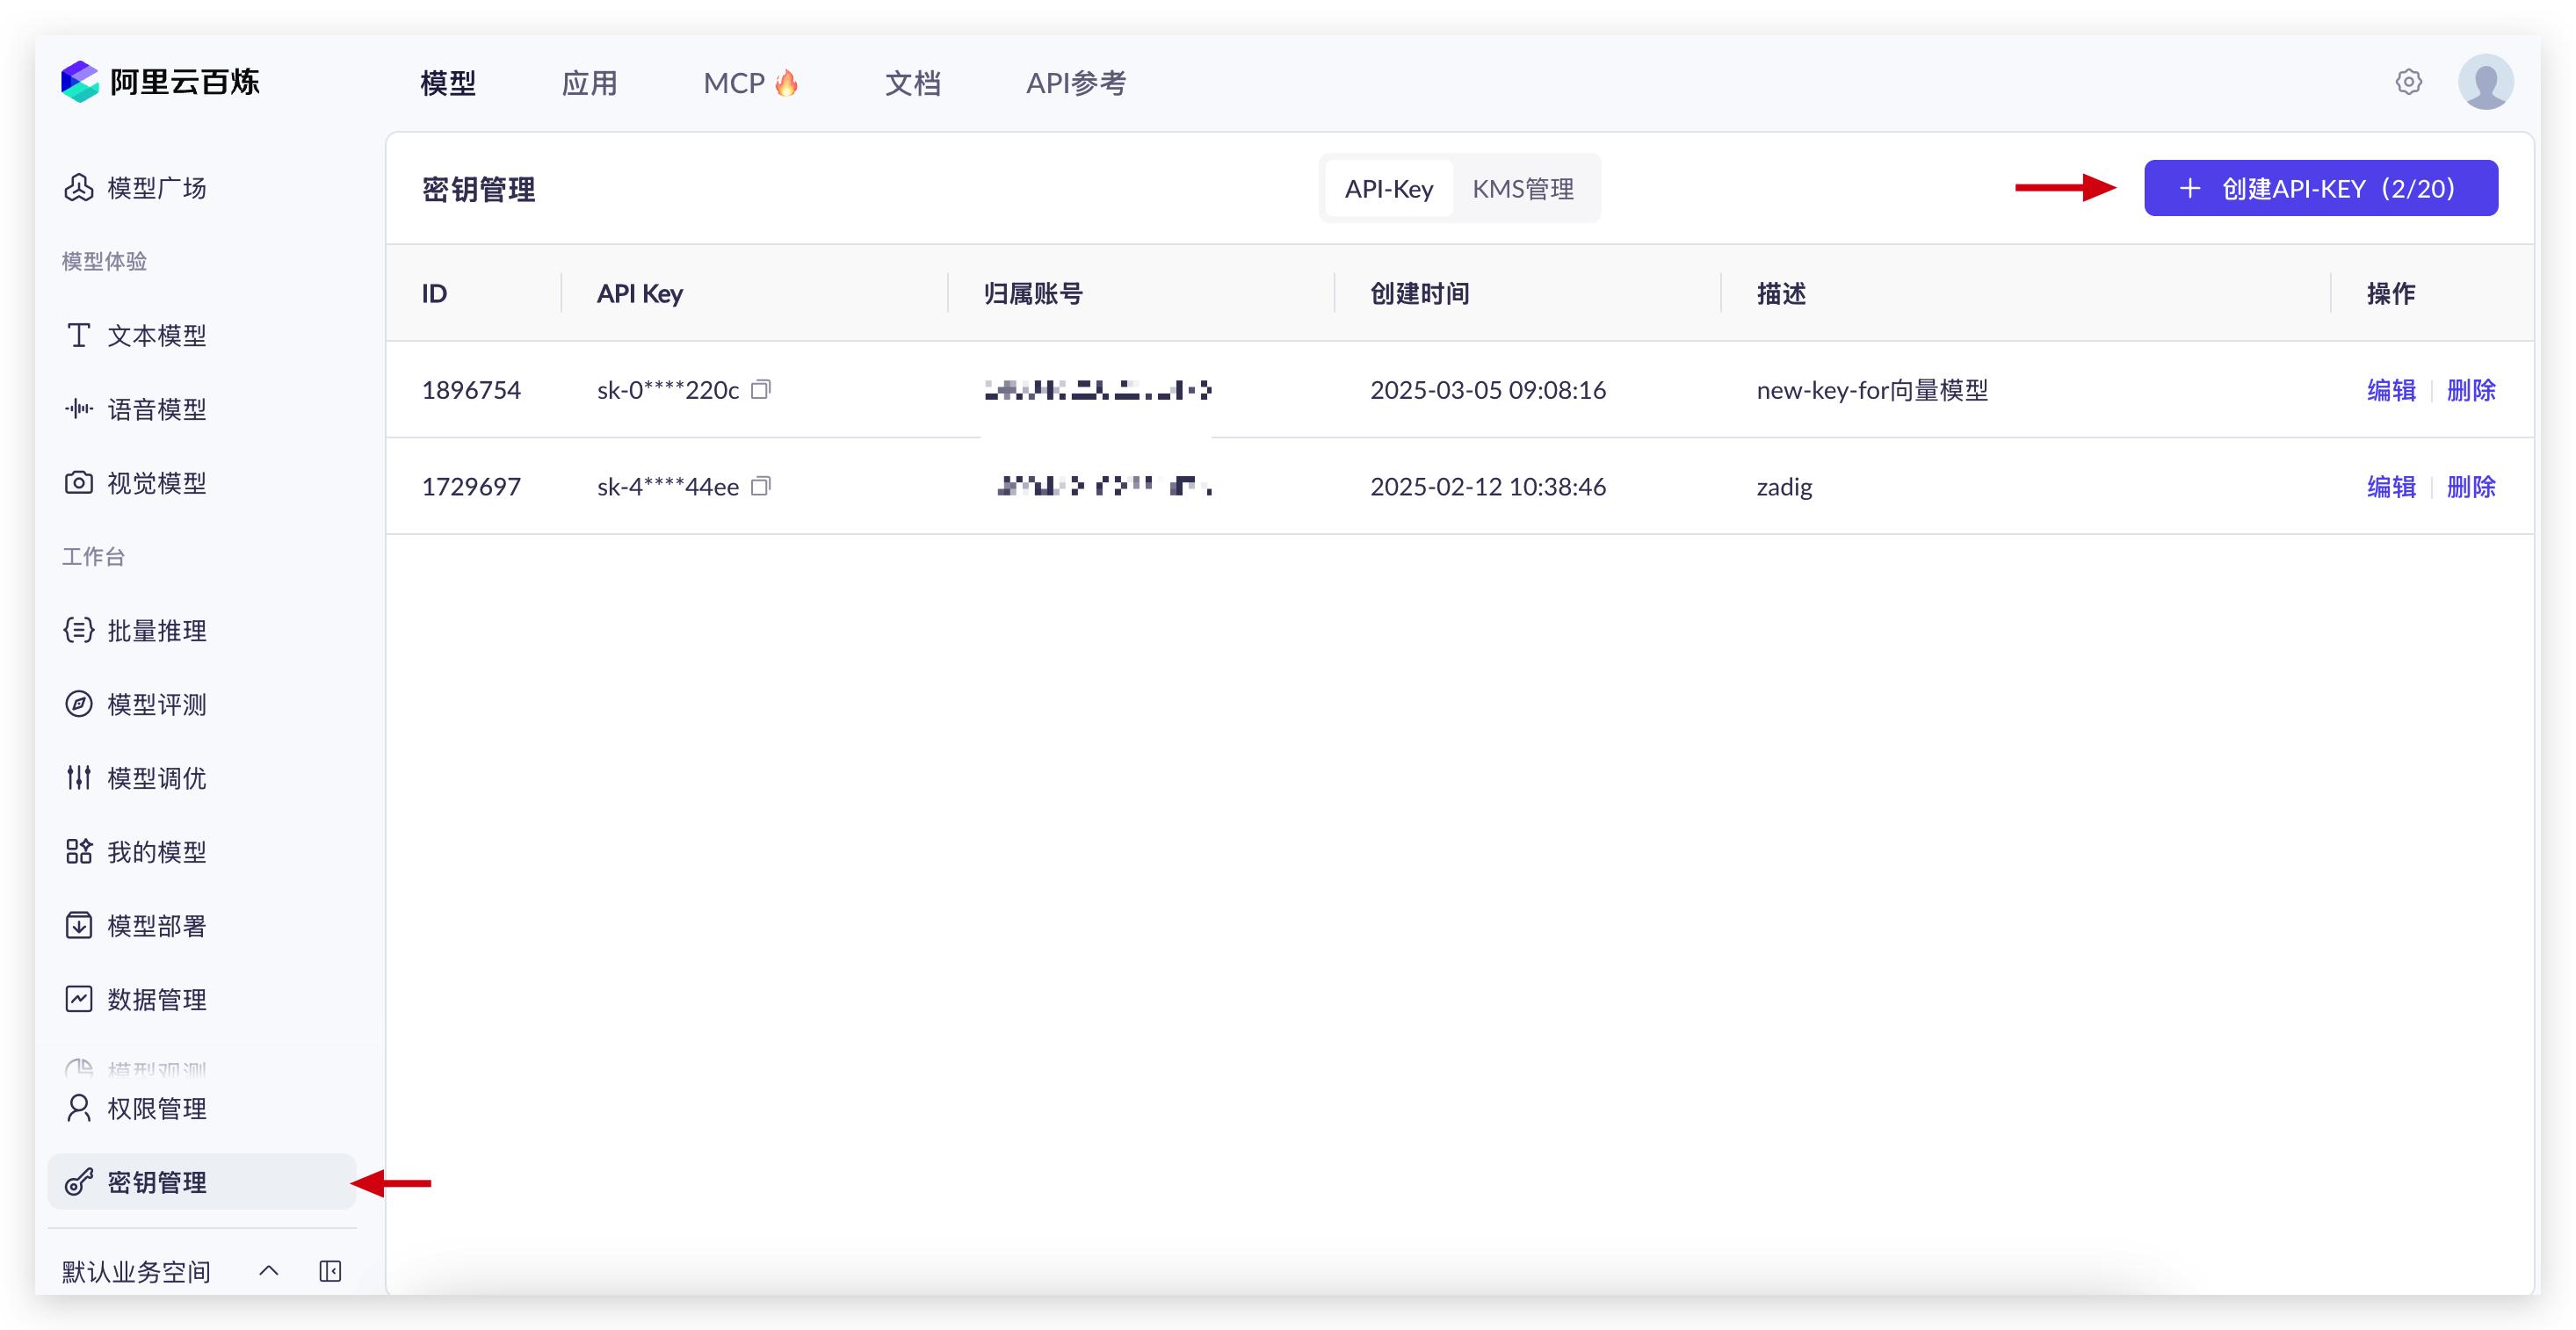 阿里云百炼
模型 应用 MCP🔥 文档 API参考
模型广场
模型体验
文本模型
语音模型
视觉模型
工作台
批量推理
模型评测
模型调优
我的模型
模型部署
数据管理
模型观测
权限管理
密钥管理
默认业务空间
密钥管理 API-Key KMS管理 + 创建API-KEY（2/20）
ID API Key 归属账号 创建时间 描述 操作
1896754 sk-0****220c 2025-03-05 09:08:16 new-key-for向量模型 编辑 删除
1729697 sk-4****44ee 2025-02-12 10:38:46 zadig 编辑 删除